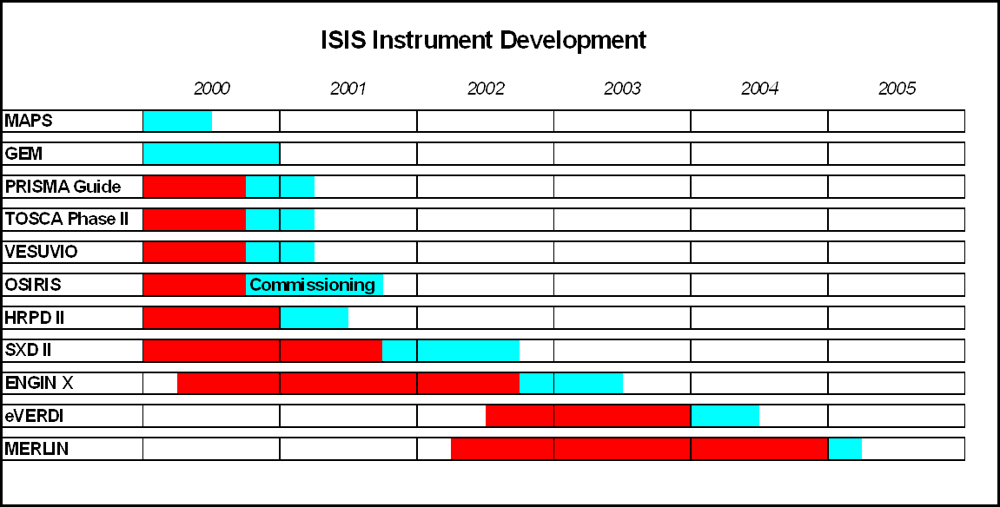 ISIS Instrument Development
2000 2001 2002 2003 2004 2005
MAPS
GEM
PRISMA Guide
TOSCA Phase II
VESUVIO
OSIRIS Commissioning
HRPD II
SXD II
ENGIN X
eVERDI
MERLIN